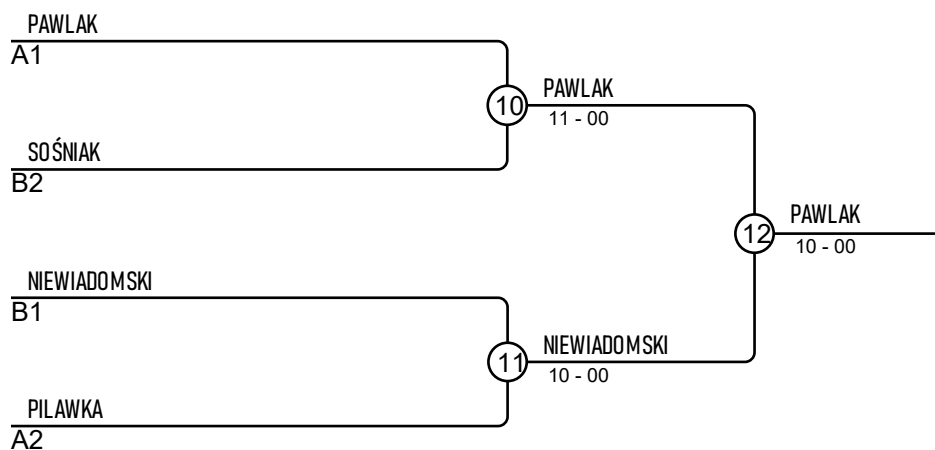 PAWLAK
A1
10
PAWLAK
11 - 00
SOŚNIAK
B2
12
PAWLAK
10 - 00
NIEWIADOMSKI
B1
11
NIEWIADOMSKI
10 - 00
PILAWKA
A2